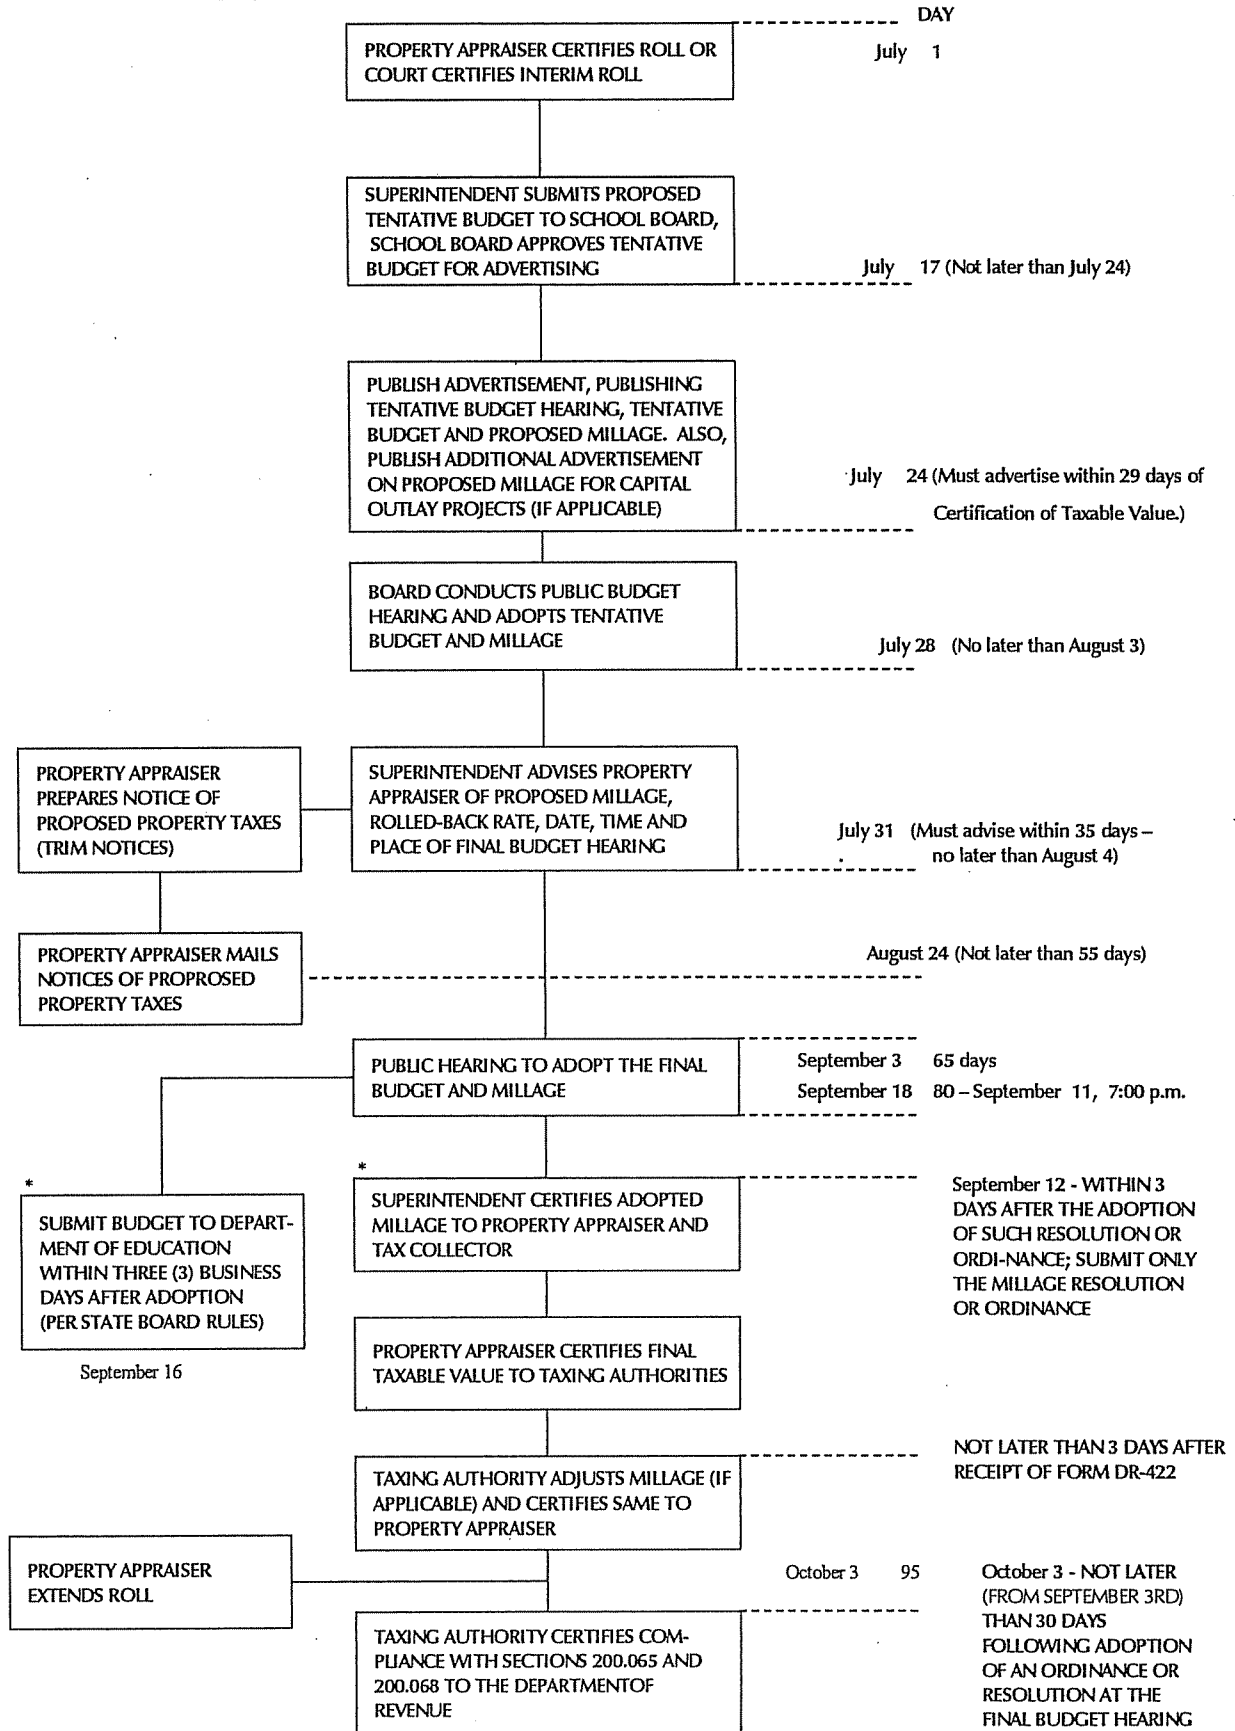 DAY
PROPERTY APPRAISER CERTIFIES ROLL OR
COURT CERTIFIES INTERIM ROLL
July 1
SUPERINTENDENT SUBMITS PROPOSED
TENTATIVE BUDGET TO SCHOOL BOARD,
SCHOOL BOARD APPROVES TENTATIVE
BUDGET FOR ADVERTISING
July 17 (Not later than July 24)
PUBLISH ADVERTISEMENT, PUBLISHING
TENTATIVE BUDGET HEARING, TENTATIVE
BUDGET AND PROPOSED MILLAGE. ALSO,
PUBLISH ADDITIONAL ADVERTISEMENT
ON PROPOSED MILLAGE FOR CAPITAL
OUTLAY PROJECTS (IF APPLICABLE)
July 24 (Must advertise within 29 days of
Certification of Taxable Value.)
BOARD CONDUCTS PUBLIC BUDGET
HEARING AND ADOPTS TENTATIVE
BUDGET AND MILLAGE
July 28 (No later than August 3)
PROPERTY APPRAISER
PREPARES NOTICE OF
PROPOSED PROPERTY TAXES
(TRIM NOTICES)
SUPERINTENDENT ADVISES PROPERTY
APPRAISER OF PROPOSED MILLAGE,
ROLLED-BACK RATE, DATE, TIME AND
PLACE OF FINAL BUDGET HEARING
July 31 (Must advise within 35 days –
no later than August 4)
PROPERTY APPRAISER MAILS
NOTICES OF PROPROSED
PROPERTY TAXES
August 24 (Not later than 55 days)
PUBLIC HEARING TO ADOPT THE FINAL
BUDGET AND MILLAGE
September 3 65 days
September 18 80 – September 11, 7:00 p.m.
*
SUBMIT BUDGET TO DEPART-
MENT OF EDUCATION
WITHIN THREE (3) BUSINESS
DAYS AFTER ADOPTION
(PER STATE BOARD RULES)
September 16
*
SUPERINTENDENT CERTIFIES ADOPTED
MILLAGE TO PROPERTY APPRAISER AND
TAX COLLECTOR
September 12 - WITHIN 3
DAYS AFTER THE ADOPTION
OF SUCH RESOLUTION OR
ORDI-NANCE; SUBMIT ONLY
THE MILLAGE RESOLUTION
OR ORDINANCE
PROPERTY APPRAISER CERTIFIES FINAL
TAXABLE VALUE TO TAXING AUTHORITIES
TAXING AUTHORITY ADJUSTS MILLAGE (IF
APPLICABLE) AND CERTIFIES SAME TO
PROPERTY APPRAISER
NOT LATER THAN 3 DAYS AFTER
RECEIPT OF FORM DR-422
PROPERTY APPRAISER
EXTENDS ROLL
TAXING AUTHORITY CERTIFIES COM-
PLIANCE WITH SECTIONS 200.065 AND
200.068 TO THE DEPARTMENTOF
REVENUE
October 3 95
October 3 - NOT LATER
(FROM SEPTEMBER 3RD)
THAN 30 DAYS
FOLLOWING ADOPTION
OF AN ORDINANCE OR
RESOLUTION AT THE
FINAL BUDGET HEARING